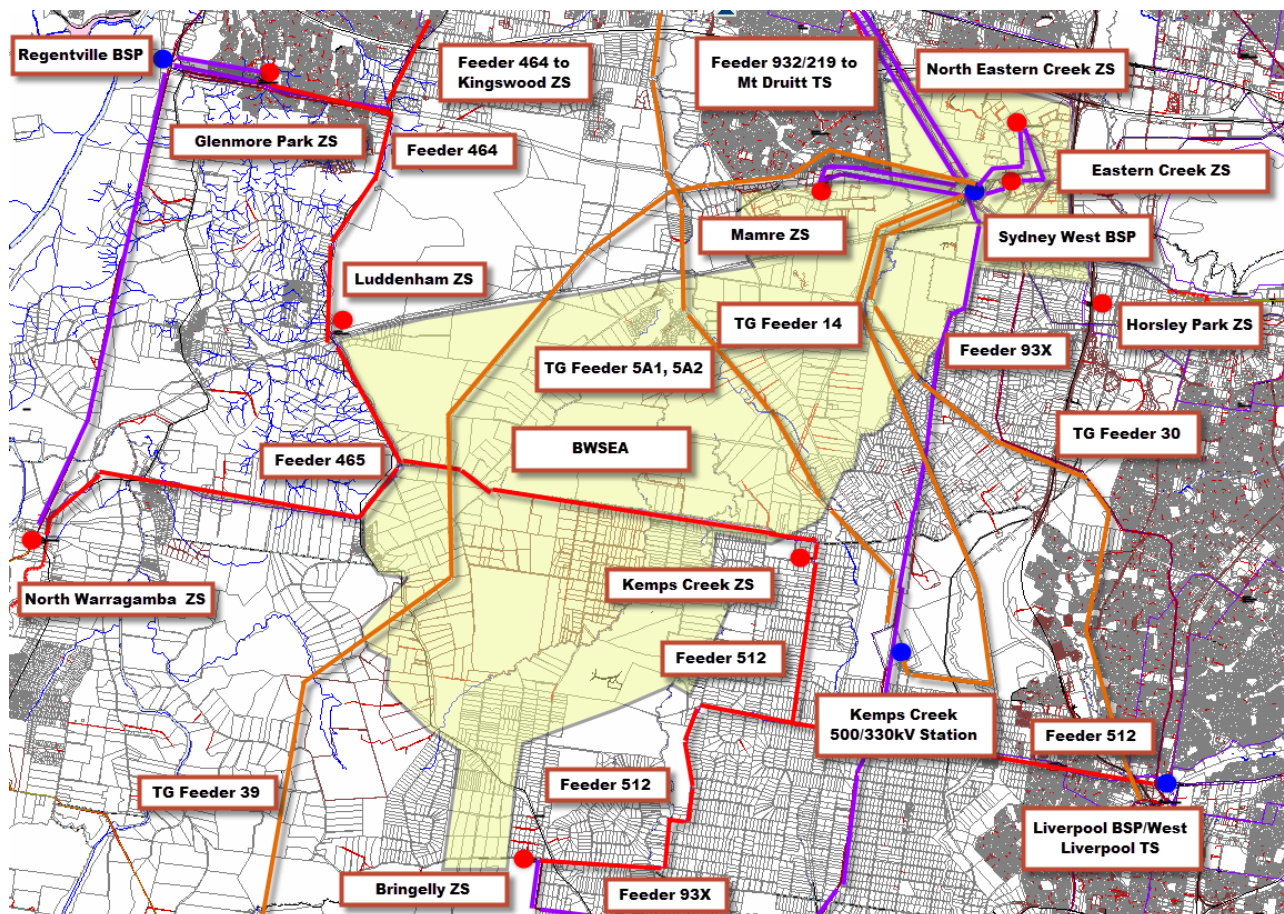 Regentville BSP
Feeder 464 to
Kingswood ZS
Feeder 932/219 to
Mt Druitt TS
North Eastern Creek ZS
Glenmore Park ZS
Feeder 464
Eastern Creek ZS
Mamre ZS
Sydney West BSP
Luddenham ZS
TG Feeder 14
Horsley Park ZS
TG Feeder 5A1, 5A2
Feeder 93X
BWSEA
TG Feeder 30
Feeder 465
North Warragamba ZS
Kemps Creek ZS
Feeder 512
Kemps Creek
500/330kV Station
Feeder 512
TG Feeder 39
Feeder 512
Liverpool BSP/West
Liverpool TS
Bringelly ZS
Feeder 93X